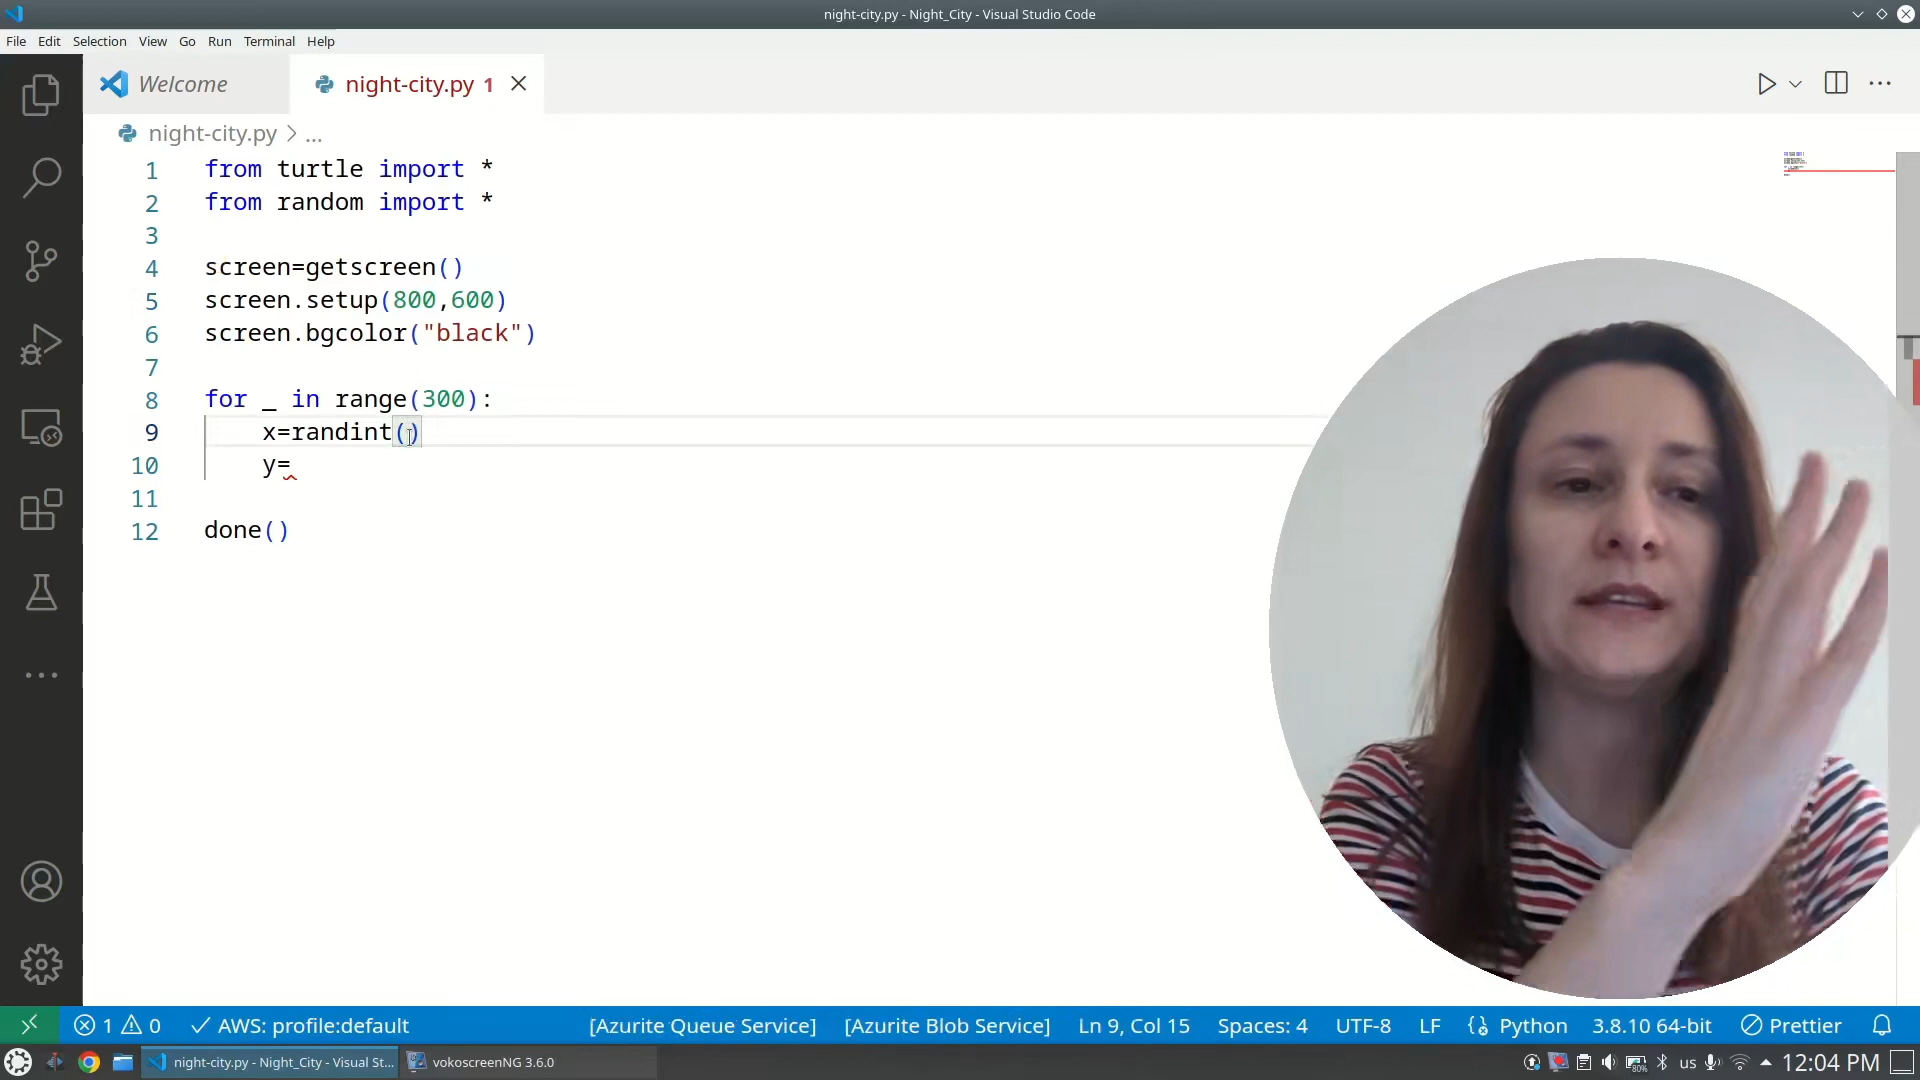 night-city.py - Night_City - Visual Studio Code
File Edit Selection View Go Run Terminal Help
Welcome
night-city.py 1
night-city.py > ...
1 from turtle import *
2 from random import *
3
4 screen=getscreen()
5 screen.setup(800,600)
6 screen.bgcolor("black")
7
8 for _ in range(300):
9 x=randint()
10 y=
11
12 done()
1 0 AWS: profile:default [Azurite Queue Service] [Azurite Blob Service] Ln 9, Col 15 Spaces: 4 UTF-8 LF Python 3.8.10 64-bit Prettier
night-city.py - Night_City - Visual St... vokoscreenNG 3.6.0 80% us 12:04 PM